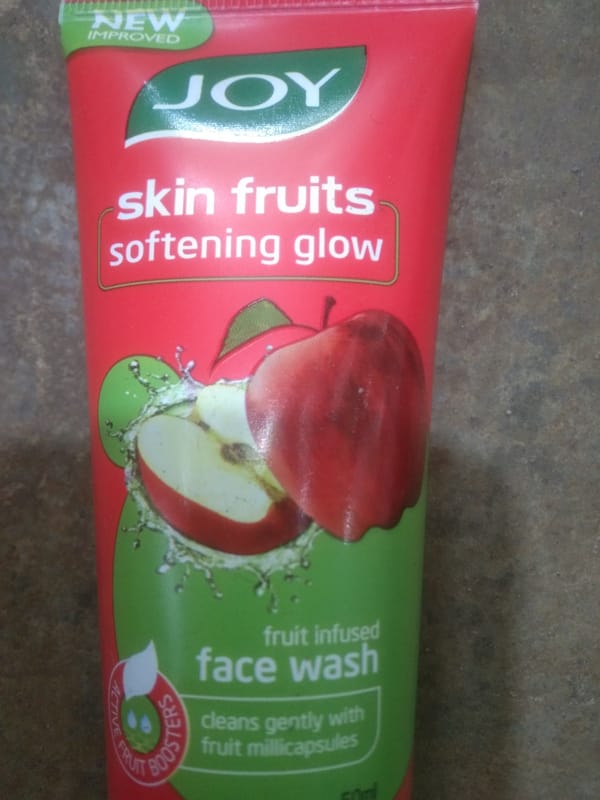 NEW
IMPROVED
JOY
skin fruits
softening glow
fruit infused
face wash
cleans gently with
fruit millicapsules
ACTIVE FRUIT BOOSTERS
50ml